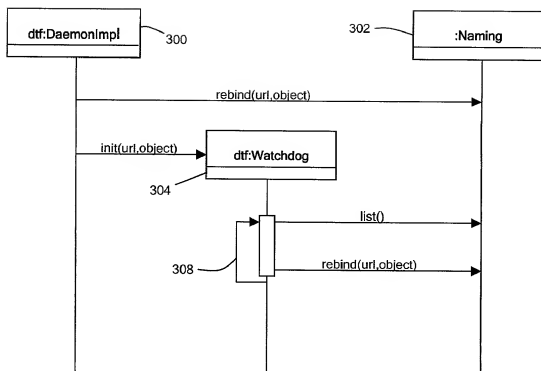 dtf:DaemonImpl
300
302
:Naming
rebind(url,object)
init(url,object)
dtf:Watchdog
304
list()
308
rebind(url,object)